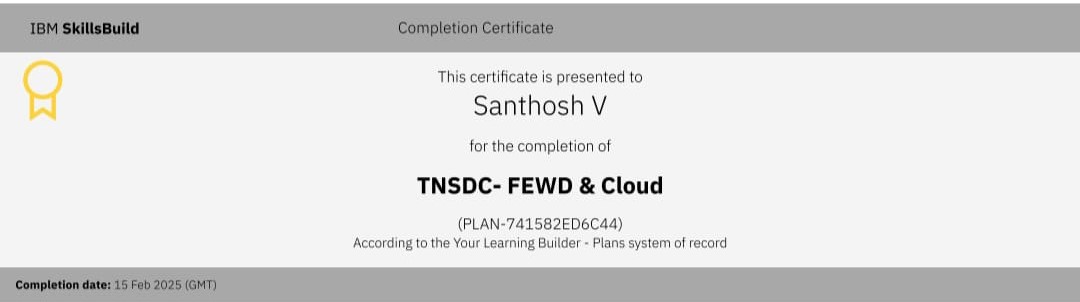 IBM SkillsBuild
Completion Certificate
This certificate is presented to
Santhosh V
for the completion of
TNSDC- FEWD & Cloud
(PLAN-741582ED6C44)
According to the Your Learning Builder - Plans system of record
Completion date: 15 Feb 2025 (GMT)